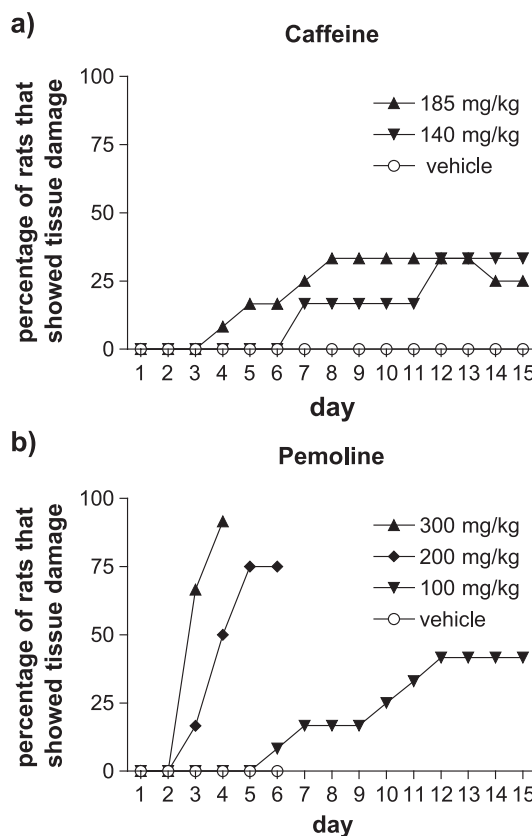 a)
Caffeine
percentage of rats that
showed tissue damage
100
75
50
25
0
185 mg/kg
140 mg/kg
vehicle
1 2 3 4 5 6 7 8 9 10 11 12 13 14 15
day
b)
Pemoline
percentage of rats that
showed tissue damage
100
75
50
25
0
300 mg/kg
200 mg/kg
100 mg/kg
vehicle
1 2 3 4 5 6 7 8 9 10 11 12 13 14 15
day